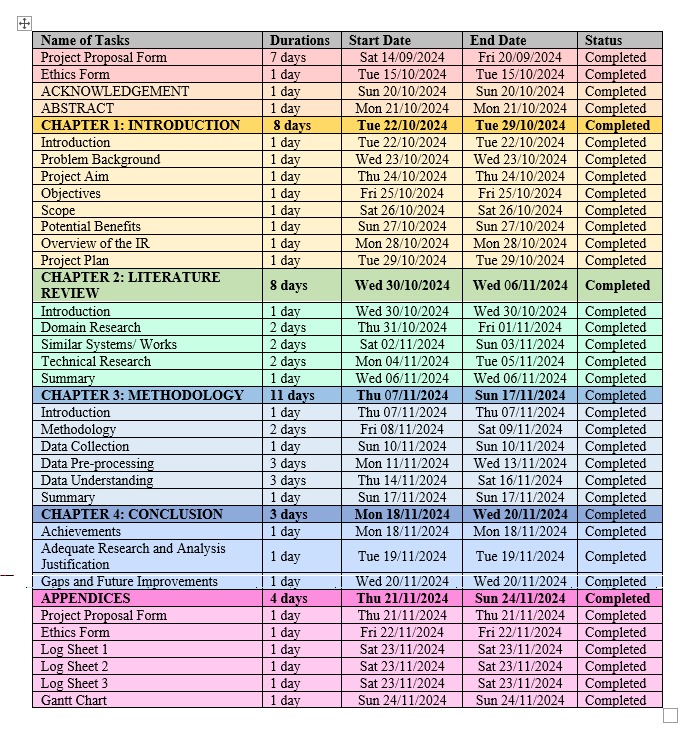 Name of Tasks Durations Start Date End Date Status
Project Proposal Form 7 days Sat 14/09/2024 Fri 20/09/2024 Completed
Ethics Form 1 day Tue 15/10/2024 Tue 15/10/2024 Completed
ACKNOWLEDGEMENT 1 day Sun 20/10/2024 Sun 20/10/2024 Completed
ABSTRACT 1 day Mon 21/10/2024 Mon 21/10/2024 Completed
CHAPTER 1: INTRODUCTION 8 days Tue 22/10/2024 Tue 29/10/2024 Completed
Introduction 1 day Tue 22/10/2024 Tue 22/10/2024 Completed
Problem Background 1 day Wed 23/10/2024 Wed 23/10/2024 Completed
Project Aim 1 day Thu 24/10/2024 Thu 24/10/2024 Completed
Objectives 1 day Fri 25/10/2024 Fri 25/10/2024 Completed
Scope 1 day Sat 26/10/2024 Sat 26/10/2024 Completed
Potential Benefits 1 day Sun 27/10/2024 Sun 27/10/2024 Completed
Overview of the IR 1 day Mon 28/10/2024 Mon 28/10/2024 Completed
Project Plan 1 day Tue 29/10/2024 Tue 29/10/2024 Completed
CHAPTER 2: LITERATURE
REVIEW 8 days Wed 30/10/2024 Wed 06/11/2024 Completed
Introduction 1 day Wed 30/10/2024 Wed 30/10/2024 Completed
Domain Research 2 days Thu 31/10/2024 Fri 01/11/2024 Completed
Similar Systems/ Works 2 days Sat 02/11/2024 Sun 03/11/2024 Completed
Technical Research 2 days Mon 04/11/2024 Tue 05/11/2024 Completed
Summary 1 day Wed 06/11/2024 Wed 06/11/2024 Completed
CHAPTER 3: METHODOLOGY 11 days Thu 07/11/2024 Sun 17/11/2024 Completed
Introduction 1 day Thu 07/11/2024 Thu 07/11/2024 Completed
Methodology 2 days Fri 08/11/2024 Sat 09/11/2024 Completed
Data Collection 1 day Sun 10/11/2024 Sun 10/11/2024 Completed
Data Pre-processing 3 days Mon 11/11/2024 Wed 13/11/2024 Completed
Data Understanding 3 days Thu 14/11/2024 Sat 16/11/2024 Completed
Summary 1 day Sun 17/11/2024 Sun 17/11/2024 Completed
CHAPTER 4: CONCLUSION 3 days Mon 18/11/2024 Wed 20/11/2024 Completed
Achievements 1 day Mon 18/11/2024 Mon 18/11/2024 Completed
Adequate Research and Analysis
Justification 1 day Tue 19/11/2024 Tue 19/11/2024 Completed
Gaps and Future Improvements 1 day Wed 20/11/2024 Wed 20/11/2024 Completed
APPENDICES 4 days Thu 21/11/2024 Sun 24/11/2024 Completed
Project Proposal Form 1 day Thu 21/11/2024 Thu 21/11/2024 Completed
Ethics Form 1 day Fri 22/11/2024 Fri 22/11/2024 Completed
Log Sheet 1 1 day Sat 23/11/2024 Sat 23/11/2024 Completed
Log Sheet 2 1 day Sat 23/11/2024 Sat 23/11/2024 Completed
Log Sheet 3 1 day Sat 23/11/2024 Sat 23/11/2024 Completed
Gantt Chart 1 day Sun 24/11/2024 Sun 24/11/2024 Completed